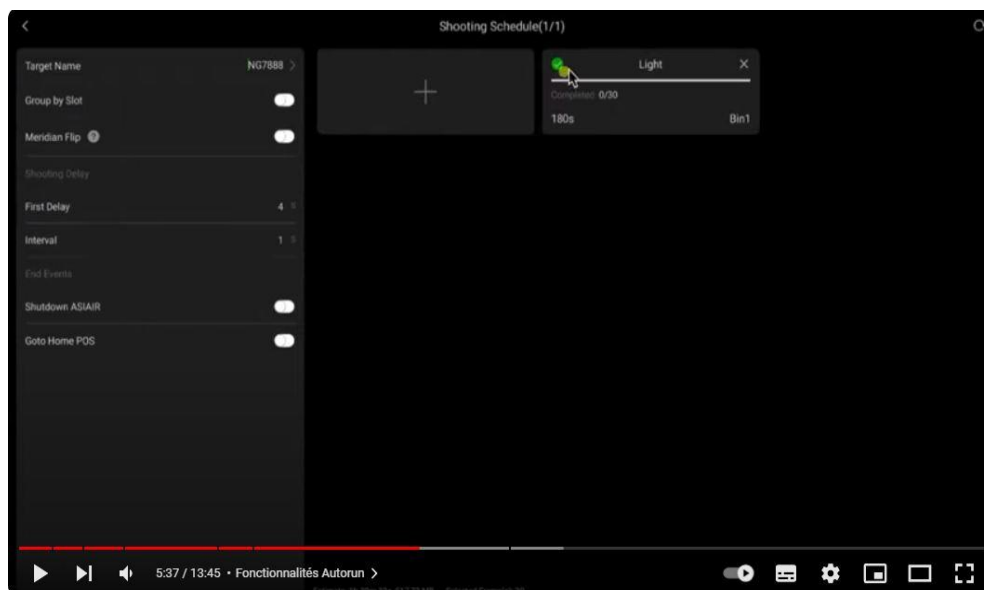 Shooting Schedule(1/1)
Target Name NG7888 >
Group by Slot
Meridian Flip ?
Shooting Delay
First Delay 4 s
Interval 1 s
End Events
Shutdown ASIAIR
Goto Home POS
Light
Completed 0/30
180s Bin1
5:37 / 13:45 • Fonctionnalités Autorun >